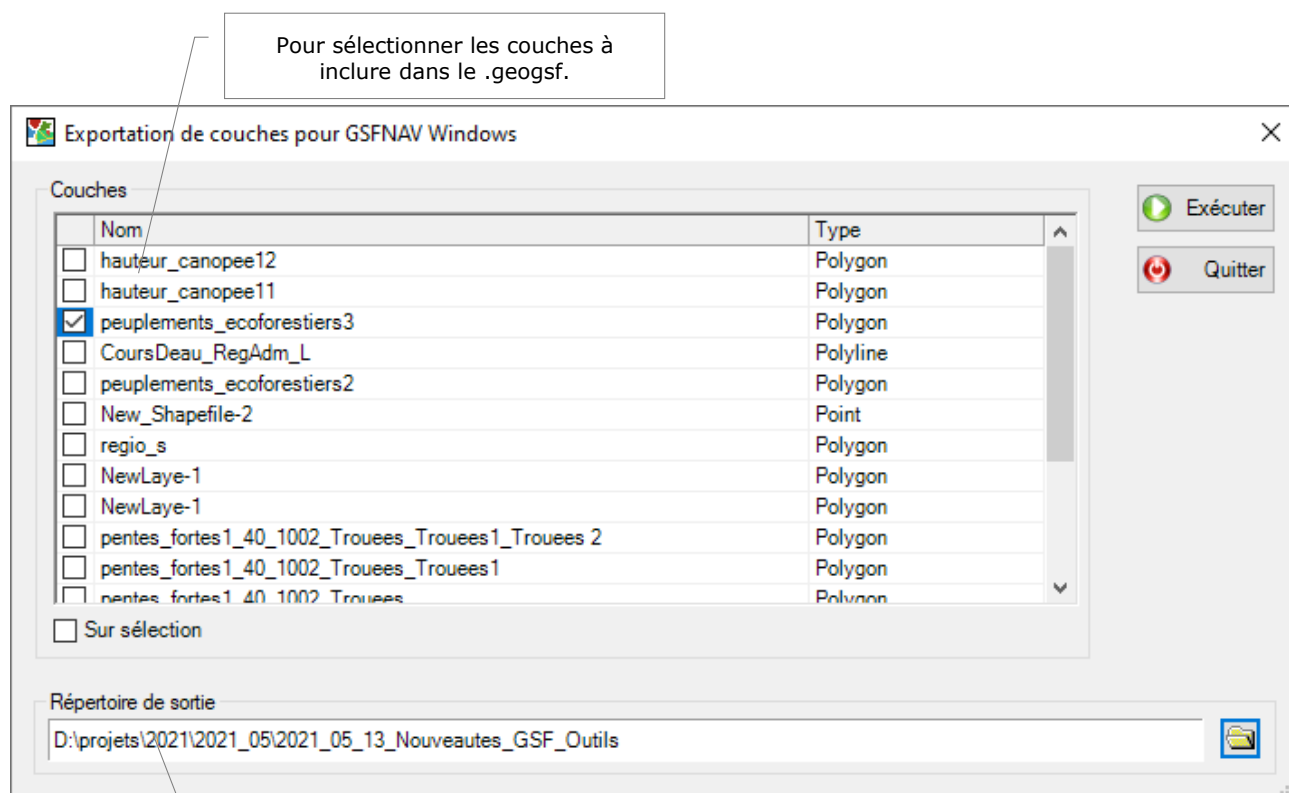 Pour sélectionner les couches à
inclure dans le .geogsf.
Exportation de couches pour GSFNAV Windows
Couches
Nom Type
hauteur_canopee12 Polygon
hauteur_canopee11 Polygon
peuplements_ecoforestiers3 Polygon
CoursDeau_RegAdm_L Polyline
peuplements_ecoforestiers2 Polygon
New_Shapefile-2 Point
regio_s Polygon
NewLaye-1 Polygon
NewLaye-1 Polygon
pentes_fortes1_40_1002_Trouees_Trouees1_Trouees 2 Polygon
pentes_fortes1_40_1002_Trouees_Trouees1 Polygon
pentes_fortes1_40_1002_Trouees Polygon
Sur sélection
Exécuter
Quitter
Répertoire de sortie
D:\projets\2021\2021_05\2021_05_13_Nouveautes_GSF_Outils